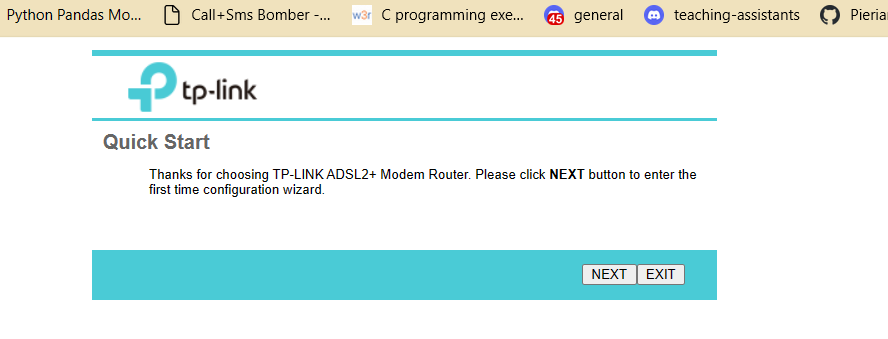 Python Pandas Mo... Call+Sms Bomber -... w3r C programming exe... 45 general teaching-assistants Pieria
tp-link
Quick Start
Thanks for choosing TP-LINK ADSL2+ Modem Router. Please click NEXT button to enter the
first time configuration wizard.
NEXT EXIT